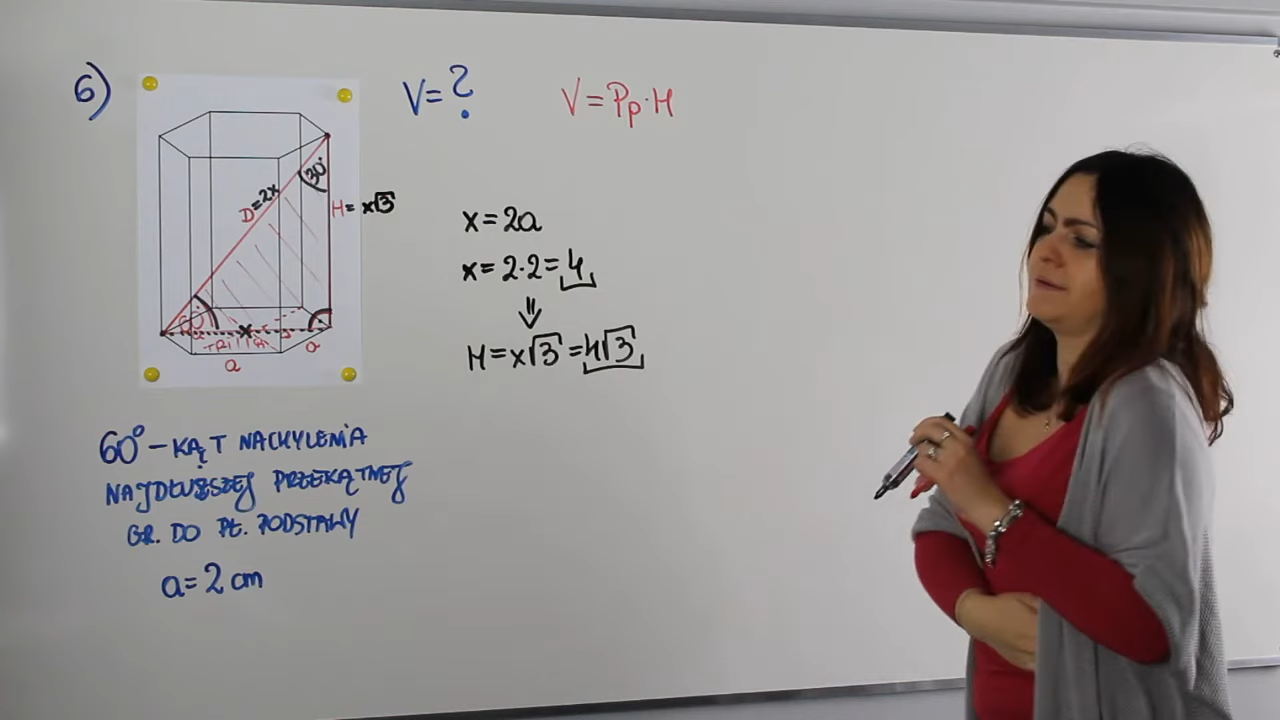 6)
V=?
V=Pp·H
30°
D=2x
H=x√3
60°
x
a
a
x=2a
x=2·2=4
⇓
H=x√3=4√3
60° – KĄT NACHYLENIA
NAJDŁUŻSZEJ PRZEKĄTNEJ
GR. DO PŁ. PODSTAWY
a=2 cm